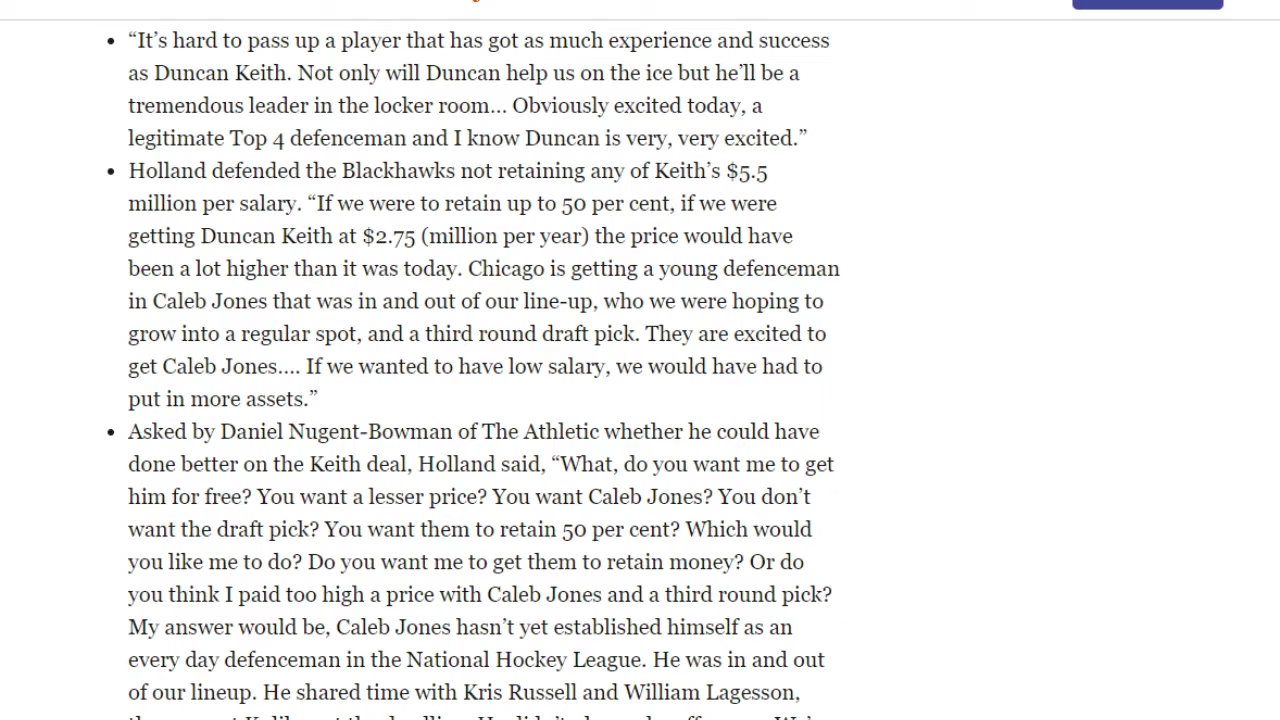 “It’s hard to pass up a player that has got as much experience and success
as Duncan Keith. Not only will Duncan help us on the ice but he’ll be a
tremendous leader in the locker room… Obviously excited today, a
legitimate Top 4 defenceman and I know Duncan is very, very excited.”
Holland defended the Blackhawks not retaining any of Keith’s $5.5
million per salary. “If we were to retain up to 50 per cent, if we were
getting Duncan Keith at $2.75 (million per year) the price would have
been a lot higher than it was today. Chicago is getting a young defenceman
in Caleb Jones that was in and out of our line-up, who we were hoping to
grow into a regular spot, and a third round draft pick. They are excited to
get Caleb Jones…. If we wanted to have low salary, we would have had to
put in more assets.”
Asked by Daniel Nugent-Bowman of The Athletic whether he could have
done better on the Keith deal, Holland said, “What, do you want me to get
him for free? You want a lesser price? You want Caleb Jones? You don’t
want the draft pick? You want them to retain 50 per cent? Which would
you like me to do? Do you want me to get them to retain money? Or do
you think I paid too high a price with Caleb Jones and a third round pick?
My answer would be, Caleb Jones hasn’t yet established himself as an
every day defenceman in the National Hockey League. He was in and out
of our lineup. He shared time with Kris Russell and William Lagesson,